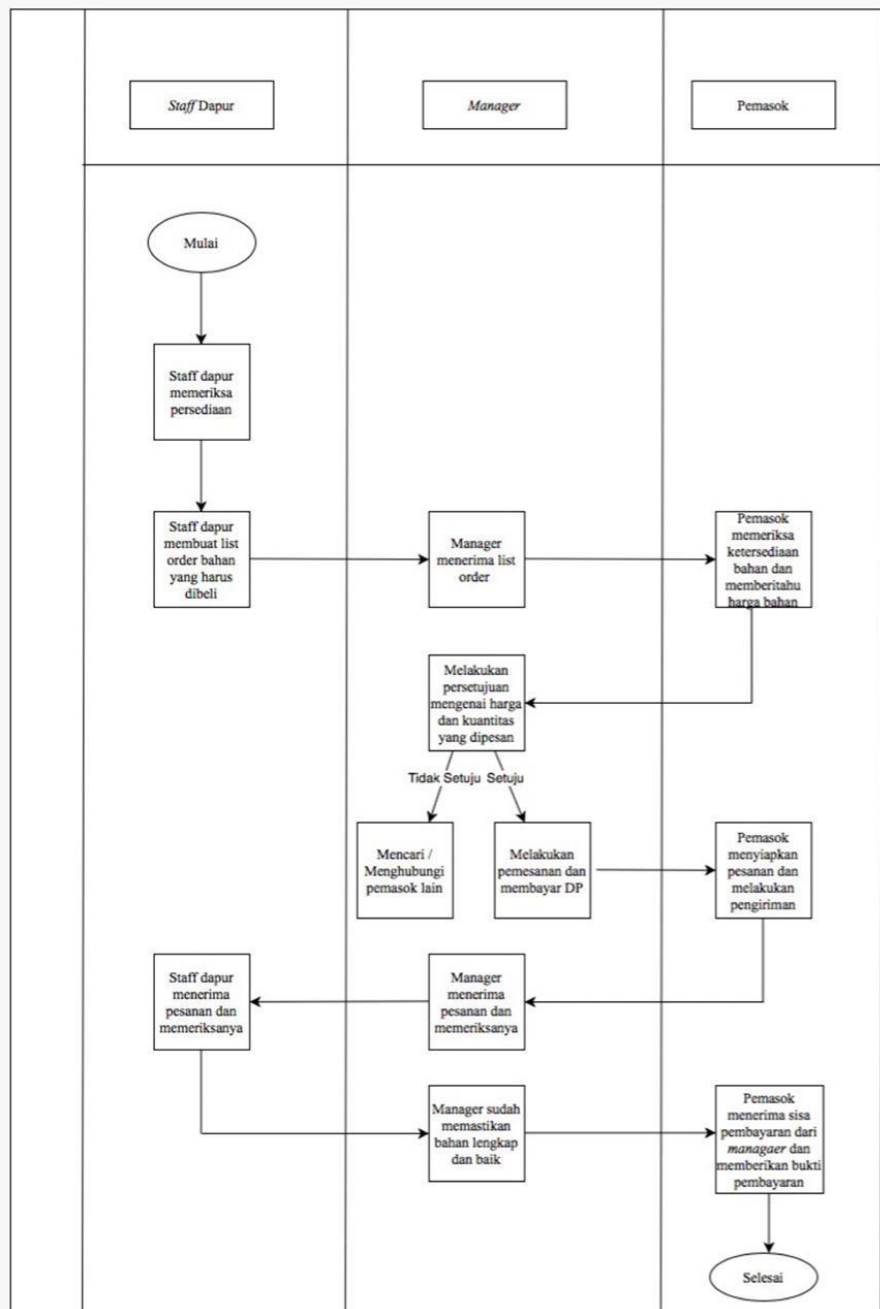 Staff Dapur
Manager
Pemasok
Mulai
Staff dapur
memeriksa
persediaan
Staff dapur
membuat list
order bahan
yang harus
dibeli
Manager
menerima list
order
Pemasok
memeriksa
ketersediaan
bahan dan
memberitahu
harga bahan
Melakukan
persetujuan
mengenai harga
dan kuantitas
yang dipesan
Tidak Setuju
Setuju
Mencari /
Menghubungi
pemasok lain
Melakukan
pemesanan dan
membayar DP
Pemasok
menyiapkan
pesanan dan
melakukan
pengiriman
Staff dapur
menerima
pesanan dan
memeriksanya
Manager
menerima
pesanan dan
memeriksanya
Manager sudah
memastikan
bahan lengkap
dan baik
Pemasok
menerima sisa
pembayaran dari
managaer dan
memberikan bukti
pembayaran
Selesai